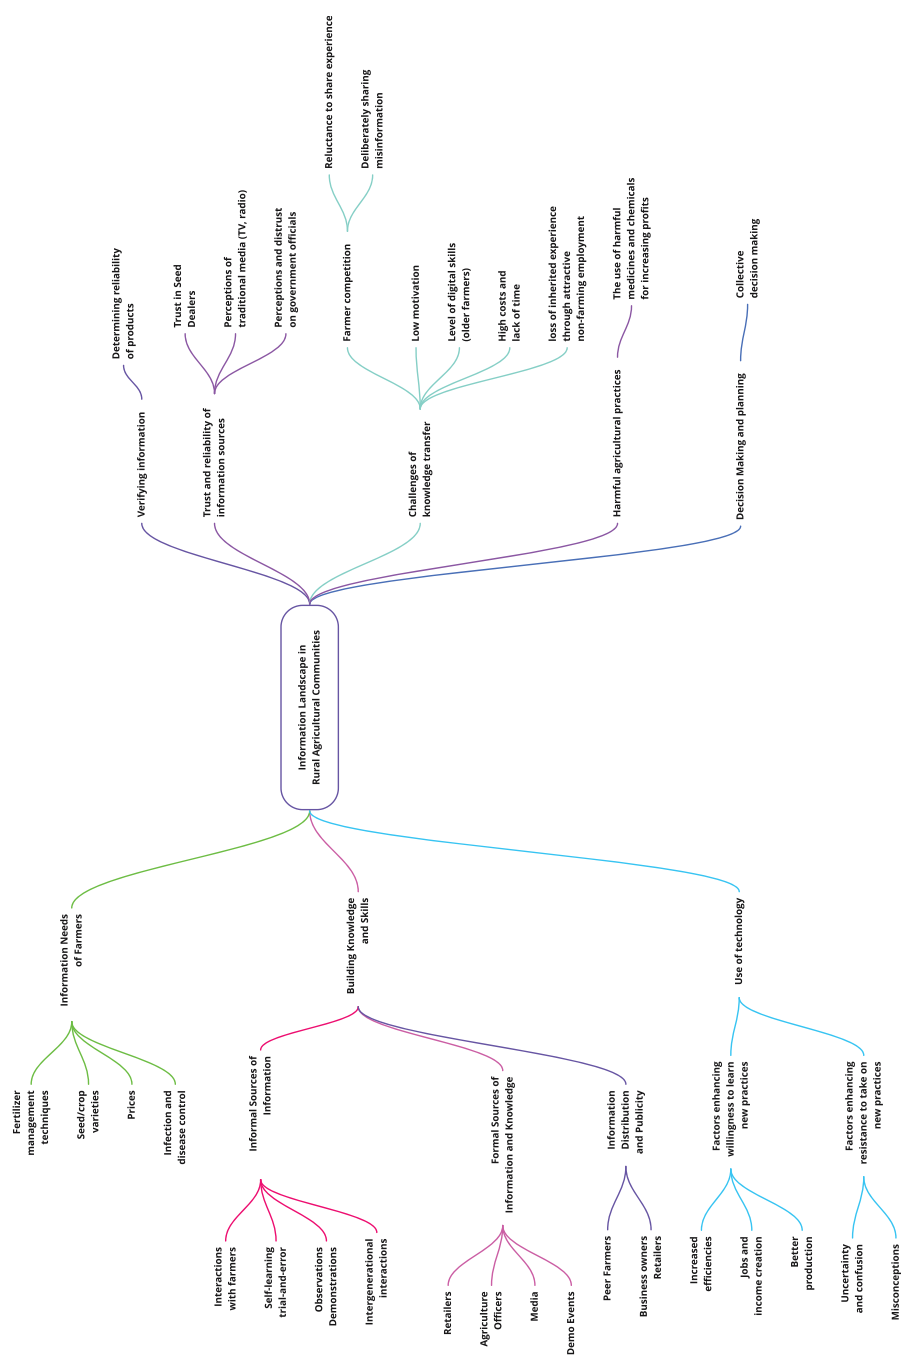 Information Landscape in
Rural Agricultural Communities
Information Needs
of Farmers
Fertilizer
management
techniques
Seed/crop
varieties
Prices
Infection and
disease control
Building Knowledge
and Skills
Informal Sources of
Information
Interactions
with farmers
Self-learning
trial-and-error
Observations
Demonstrations
Intergenerational
interactions
Formal Sources of
Information and Knowledge
Retailers
Agriculture
Officers
Media
Demo Events
Information
Distribution
and Publicity
Peer Farmers
Business owners
Retailers
Use of technology
Factors enhancing
willingness to learn
new practices
Increased
efficiencies
Jobs and
income creation
Better
production
Factors enhancing
resistance to take on
new practices
Uncertainty
and confusion
Misconceptions
Verifying information
Determining reliability
of products
Trust and reliability of
information sources
Trust in Seed
Dealers
Perceptions of
traditional media (TV, radio)
Perceptions and distrust
on government officials
Challenges of
knowledge transfer
Farmer competition
Reluctance to share experience
Deliberately sharing
misinformation
Low motivation
Level of digital skills
(older farmers)
High costs and
lack of time
loss of inherited experience
through attractive
non-farming employment
Harmful agricultural practices
The use of harmful
medicines and chemicals
for increasing profits
Decision Making and planning
Collective
decision making